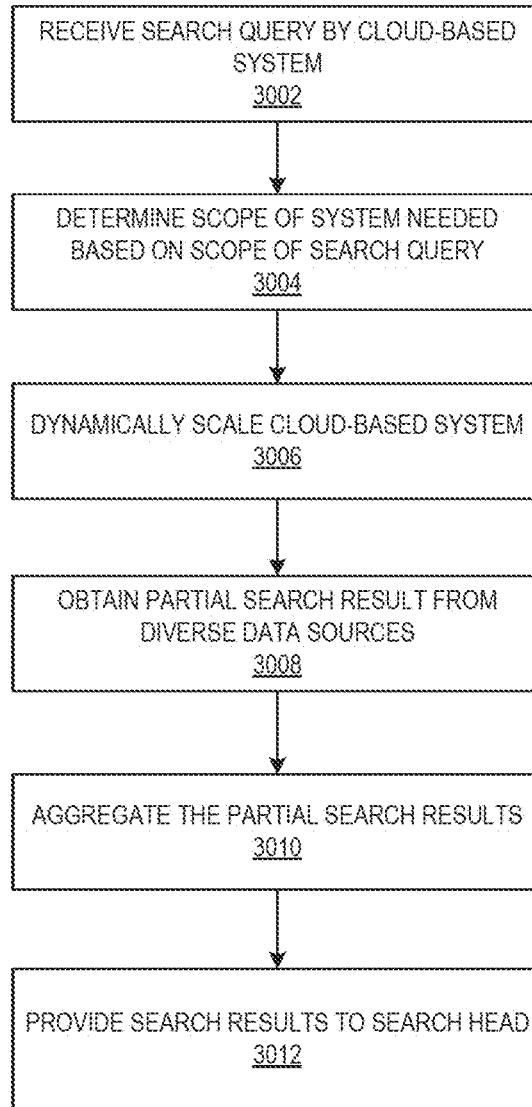 RECEIVE SEARCH QUERY BY CLOUD-BASED
SYSTEM
3002
DETERMINE SCOPE OF SYSTEM NEEDED
BASED ON SCOPE OF SEARCH QUERY
3004
DYNAMICALLY SCALE CLOUD-BASED SYSTEM
3006
OBTAIN PARTIAL SEARCH RESULT FROM
DIVERSE DATA SOURCES
3008
AGGREGATE THE PARTIAL SEARCH RESULTS
3010
PROVIDE SEARCH RESULTS TO SEARCH HEAD
3012